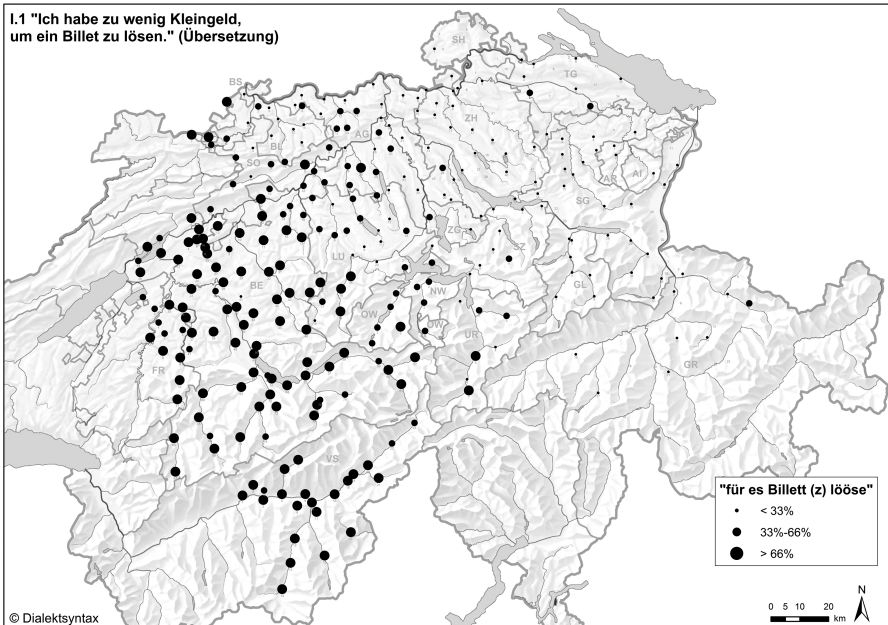 I.1 "Ich habe zu wenig Kleingeld,
um ein Billet zu lösen." (Übersetzung)
SH
BS
TG
BL
AG
ZH
SO
AR
AI
SG
ZG
LU
SZ
BE
NW
GL
OW
OW
UR
FR
GR
VS
"für es Billett (z) lööse"
< 33%
33%-66%
> 66%
N
0 5 10 20
km
© Dialektsyntax